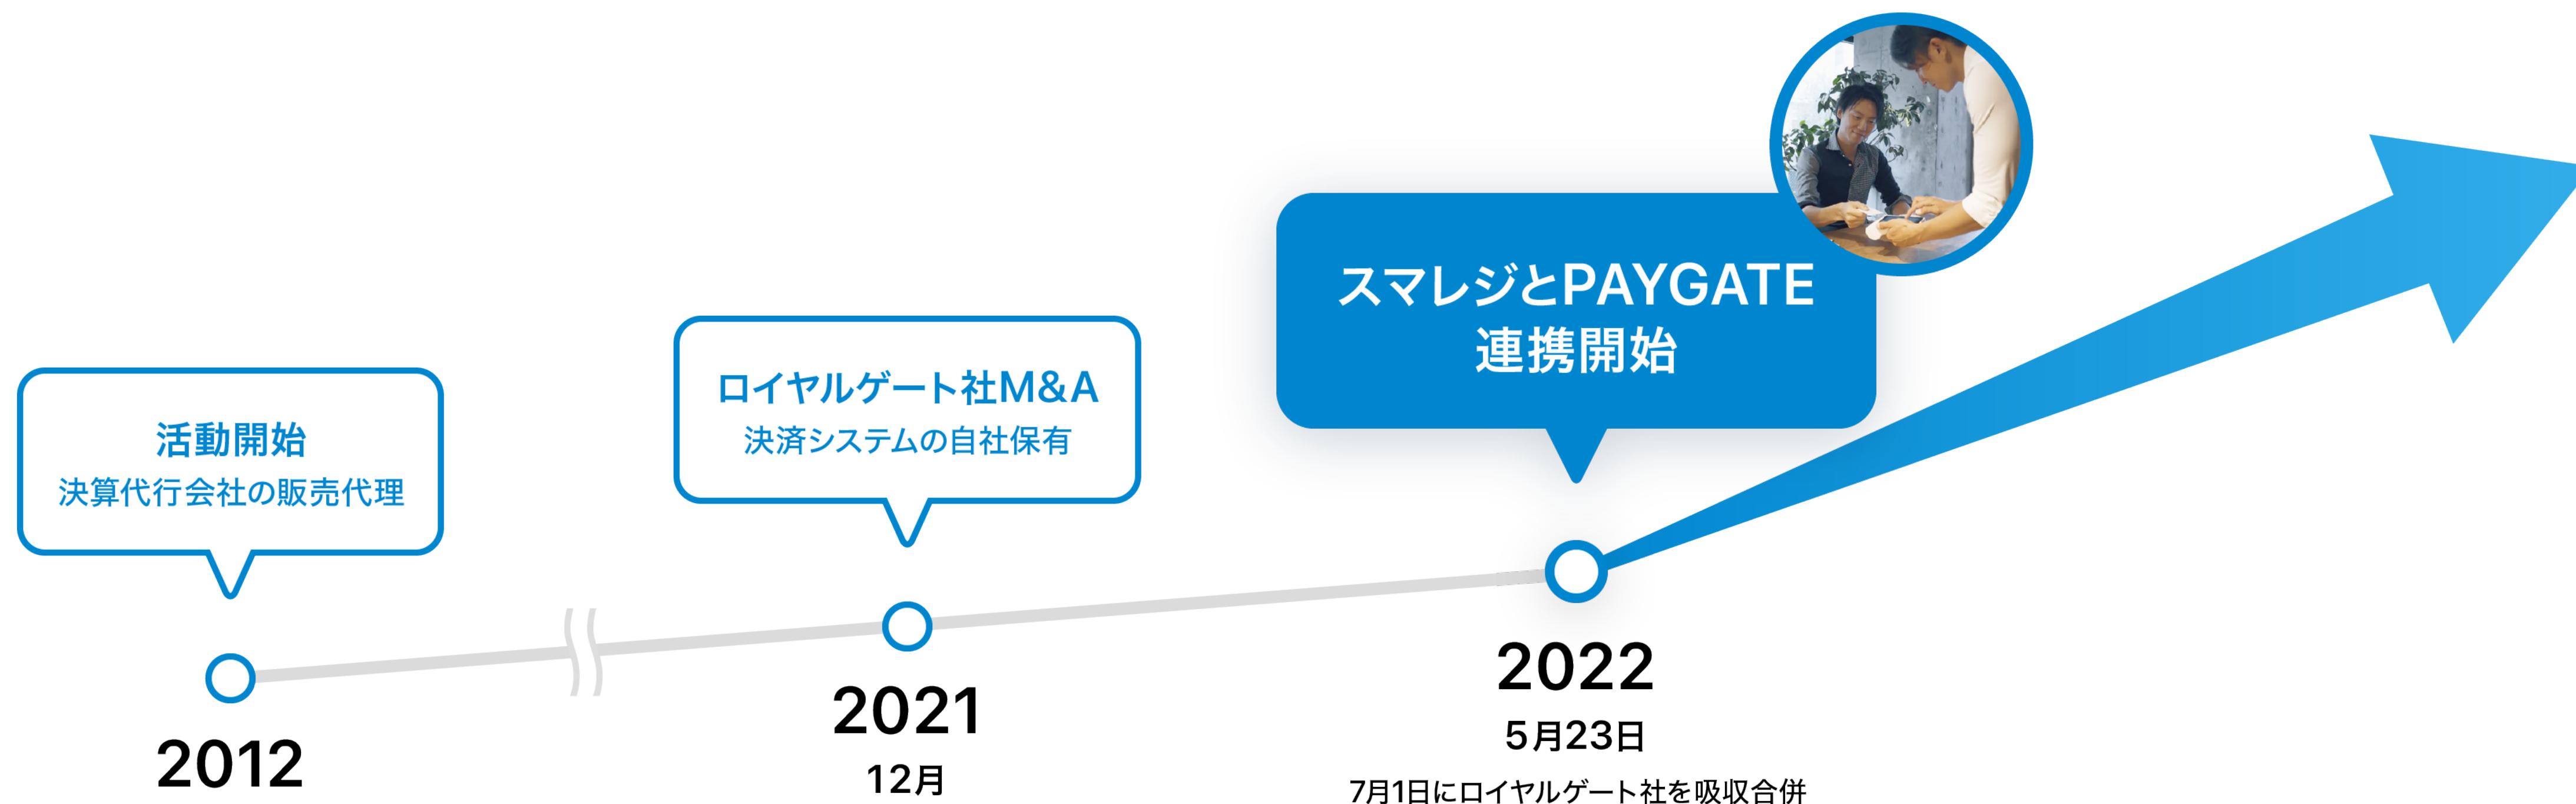 活動開始
決算代行会社の販売代理
2012
ロイヤルゲート社M&A
決済システムの自社保有
2021
12月
スマレジとPAYGATE
連携開始
2022
5月23日
7月1日にロイヤルゲート社を吸収合併